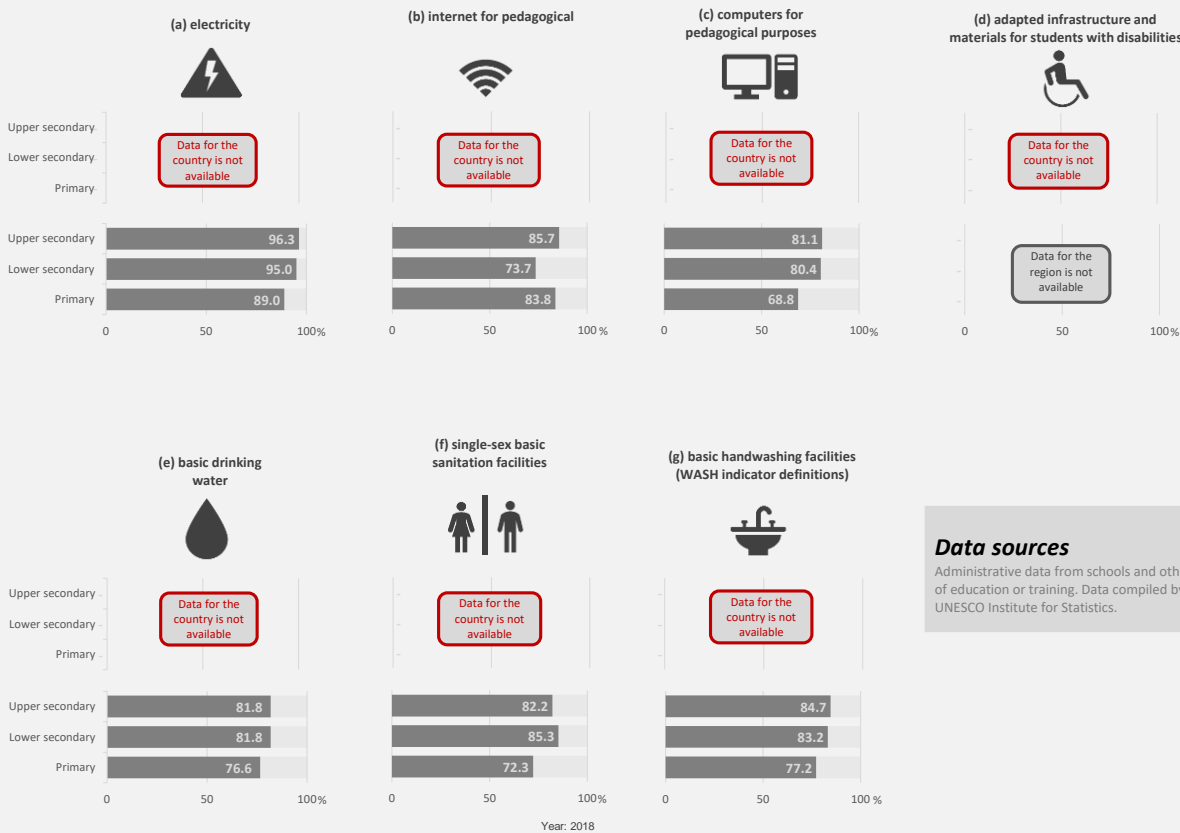 (a) electricity
(b) internet for pedagogical
(c) computers for
pedagogical purposes
(d) adapted infrastructure and
materials for students with disabilities
Upper secondary
Lower secondary
Primary
Data for the
country is not
available
Data for the
country is not
available
Data for the
country is not
available
Data for the
country is not
available
Upper secondary
Lower secondary
Primary
96.3
95.0
89.0
0 50 100%
85.7
73.7
83.8
0 50 100%
81.1
80.4
68.8
0 50 100%
Data for the
region is not
available
0 50 100%
(e) basic drinking
water
(f) single-sex basic
sanitation facilities
(g) basic handwashing facilities
(WASH indicator definitions)
Upper secondary
Lower secondary
Primary
Data for the
country is not
available
Data for the
country is not
available
Data for the
country is not
available
Upper secondary
Lower secondary
Primary
81.8
81.8
76.6
0 50 100%
82.2
85.3
72.3
0 50 100%
84.7
83.2
77.2
0 50 100%
Data sources
Administrative data from schools and oth
of education or training. Data compiled by
UNESCO Institute for Statistics.
Year: 2018